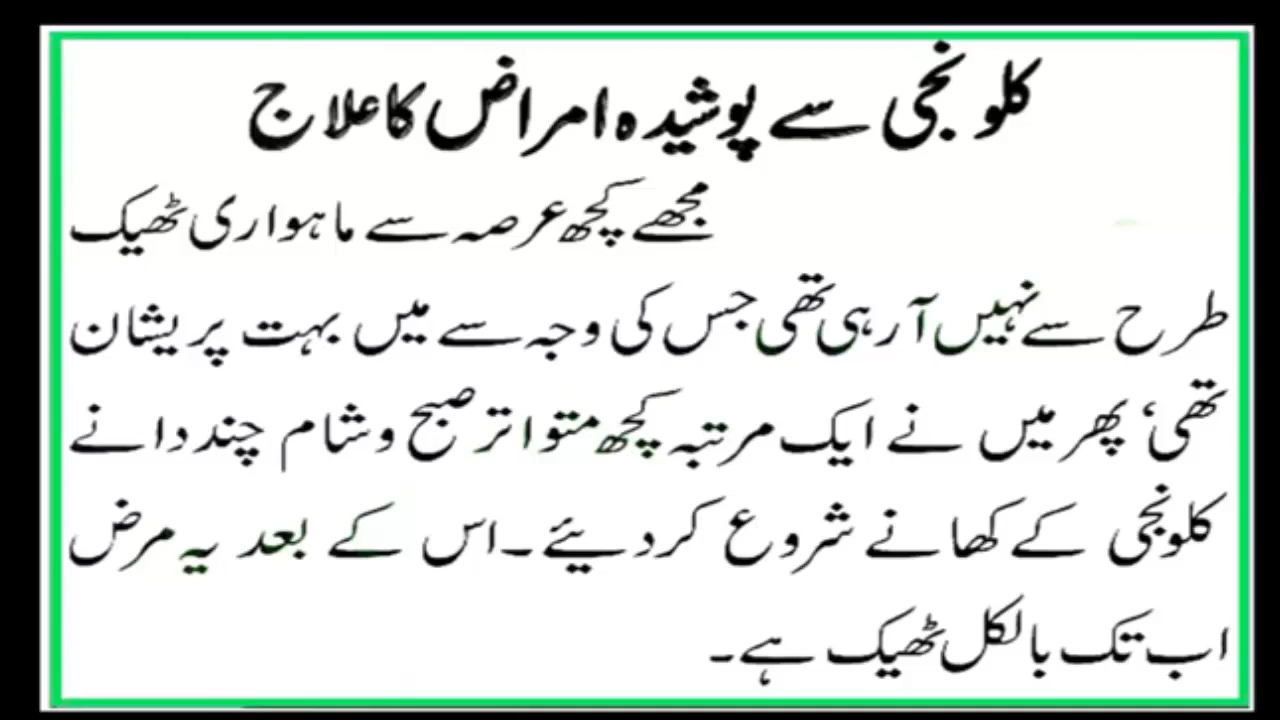 کلونجی سے پوشیدہ امراض کا علاج
مجھے کچھ عرصہ سے ماہواری ٹھیک
طرح سے نہیں آ رہی تھی جس کی وجہ سے میں بہت پریشان
تھی، پھر میں نے ایک مرتبہ کچھ متواتر صبح و شام چند دانے
کلونجی کے کھانے شروع کر دیئے۔ اس کے بعد یہ مرض
اب تک بالکل ٹھیک ہے۔